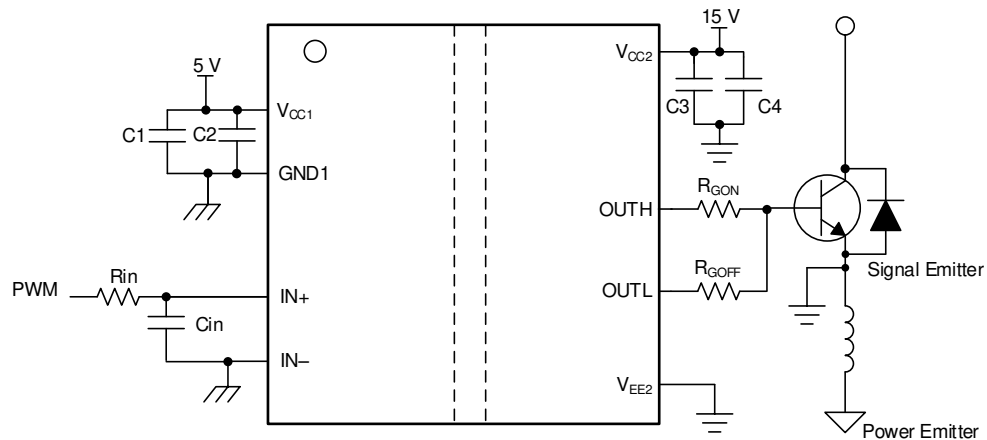 15 V
VCC2
5 V
C3
C4
VCC1
C1
C2
GND1
RGON
OUTH
Signal Emitter
RGOFF
PWM
Rin
IN+
OUTL
Cin
IN–
VEE2
Power Emitter